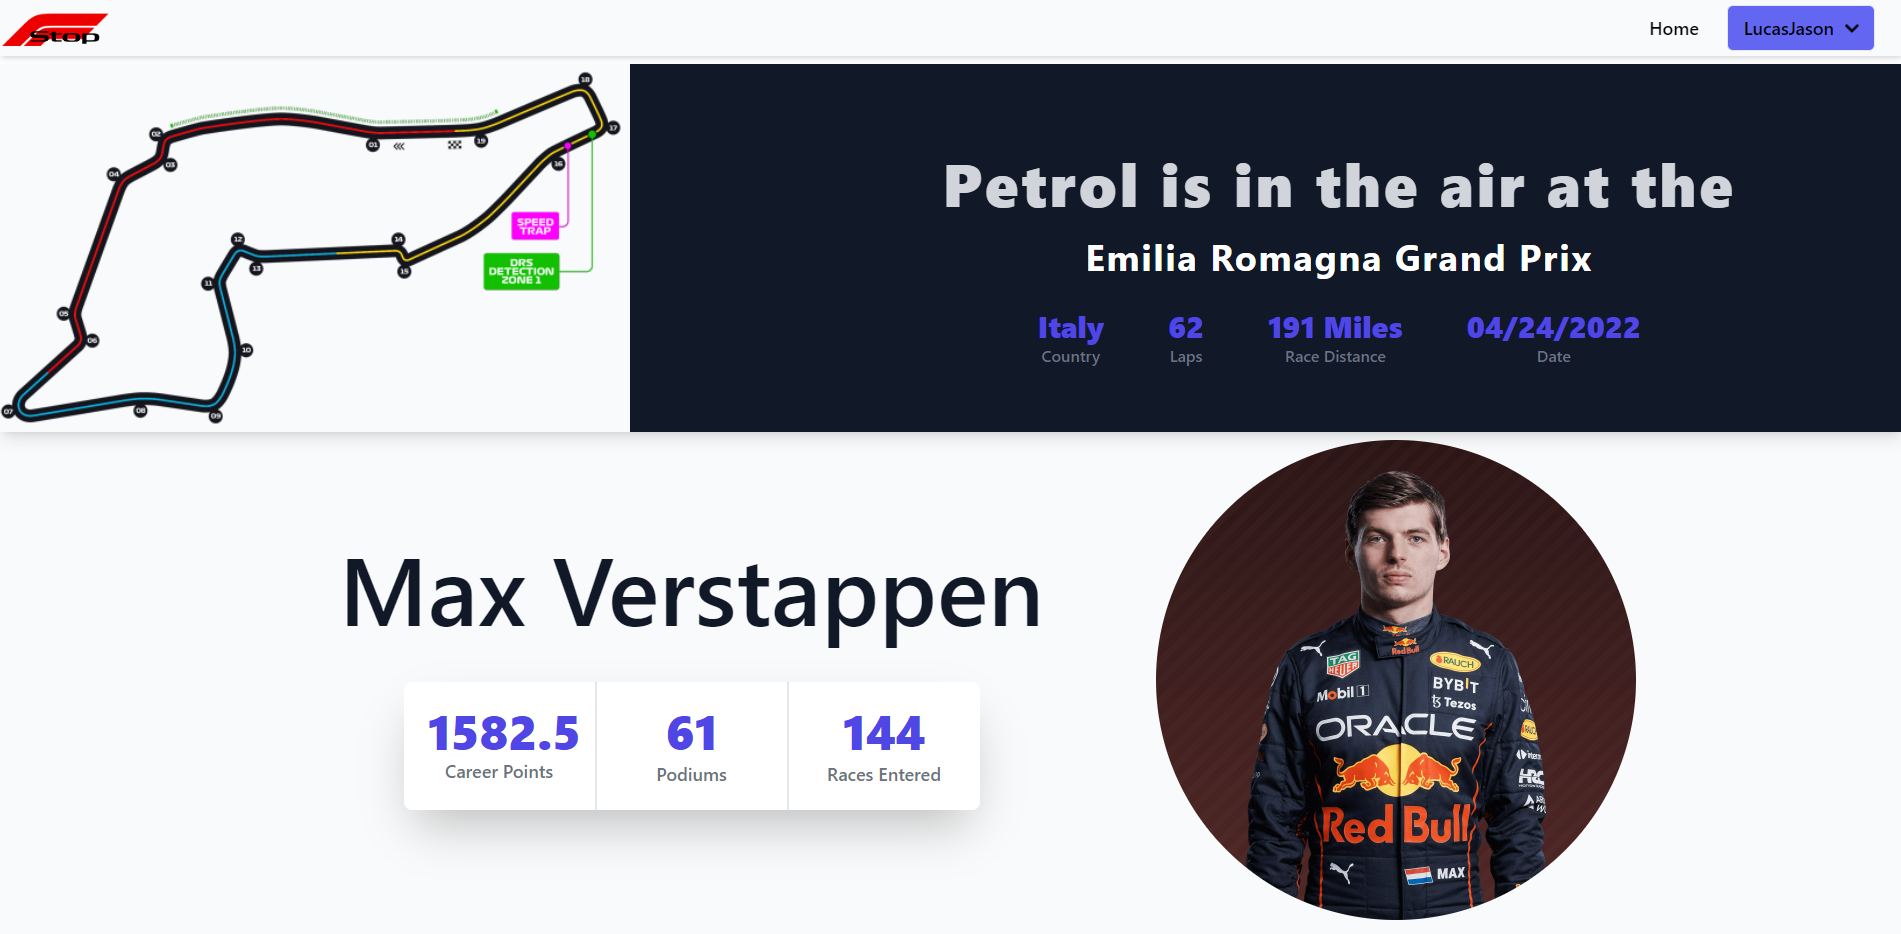 Stop
Home
LucasJason
18
02
17
01
19
03
16
04
SPEED
TRAP
12
14
13
15
DRS
DETECTION
ZONE 1
11
05
06
10
07
08
09
Petrol is in the air at the
Emilia Romagna Grand Prix
Italy
Country
62
Laps
191 Miles
Race Distance
04/24/2022
Date
Max Verstappen
1582.5
Career Points
61
Podiums
144
Races Entered
Red Bull
TAG
HEUER
RAUCH
Mobil 1
BYBIT
Tezos
ORACLE
HRC
Red Bull
MAX